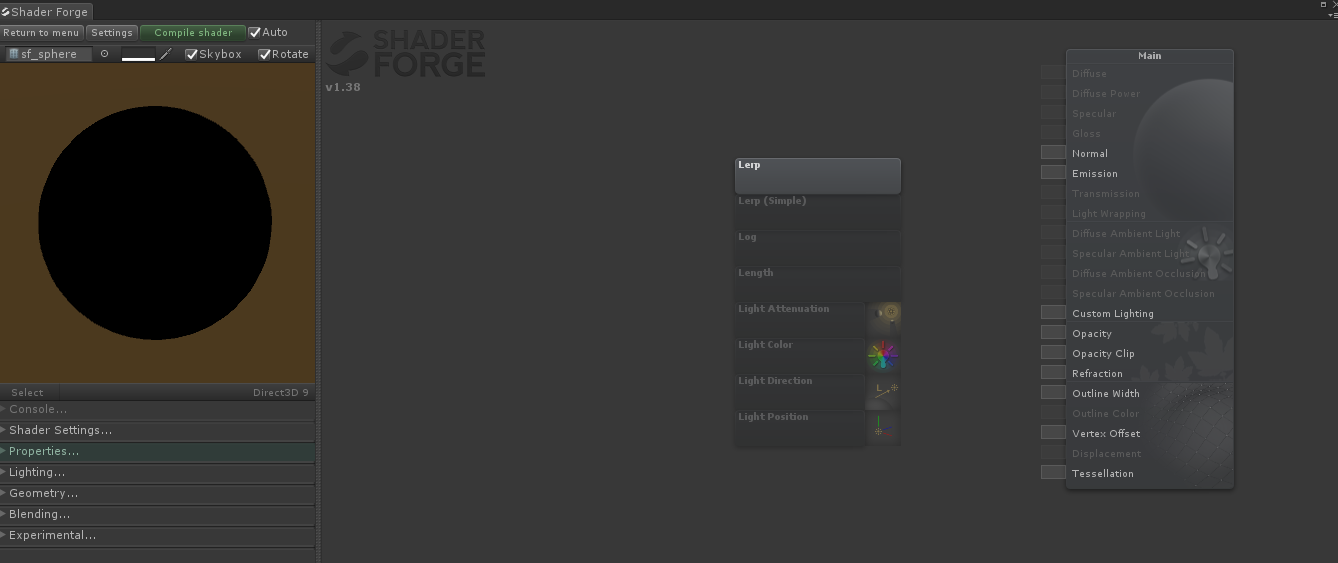 Shader Forge
Return to menu
Settings
Compile shader
Auto
sf_sphere
Skybox
Rotate
Select
Direct3D 9
Console...
Shader Settings...
Properties...
Lighting...
Geometry...
Blending...
Experimental...
SHADER
FORGE
v1.38
Lerp
Lerp (Simple)
Log
Length
Light Attenuation
Light Color
Light Direction
L
Light Position
Main
Diffuse
Diffuse Power
Specular
Gloss
Normal
Emission
Transmission
Light Wrapping
Diffuse Ambient Light
Specular Ambient Light
Diffuse Ambient Occlusion
Specular Ambient Occlusion
Custom Lighting
Opacity
Opacity Clip
Refraction
Outline Width
Outline Color
Vertex Offset
Displacement
Tessellation